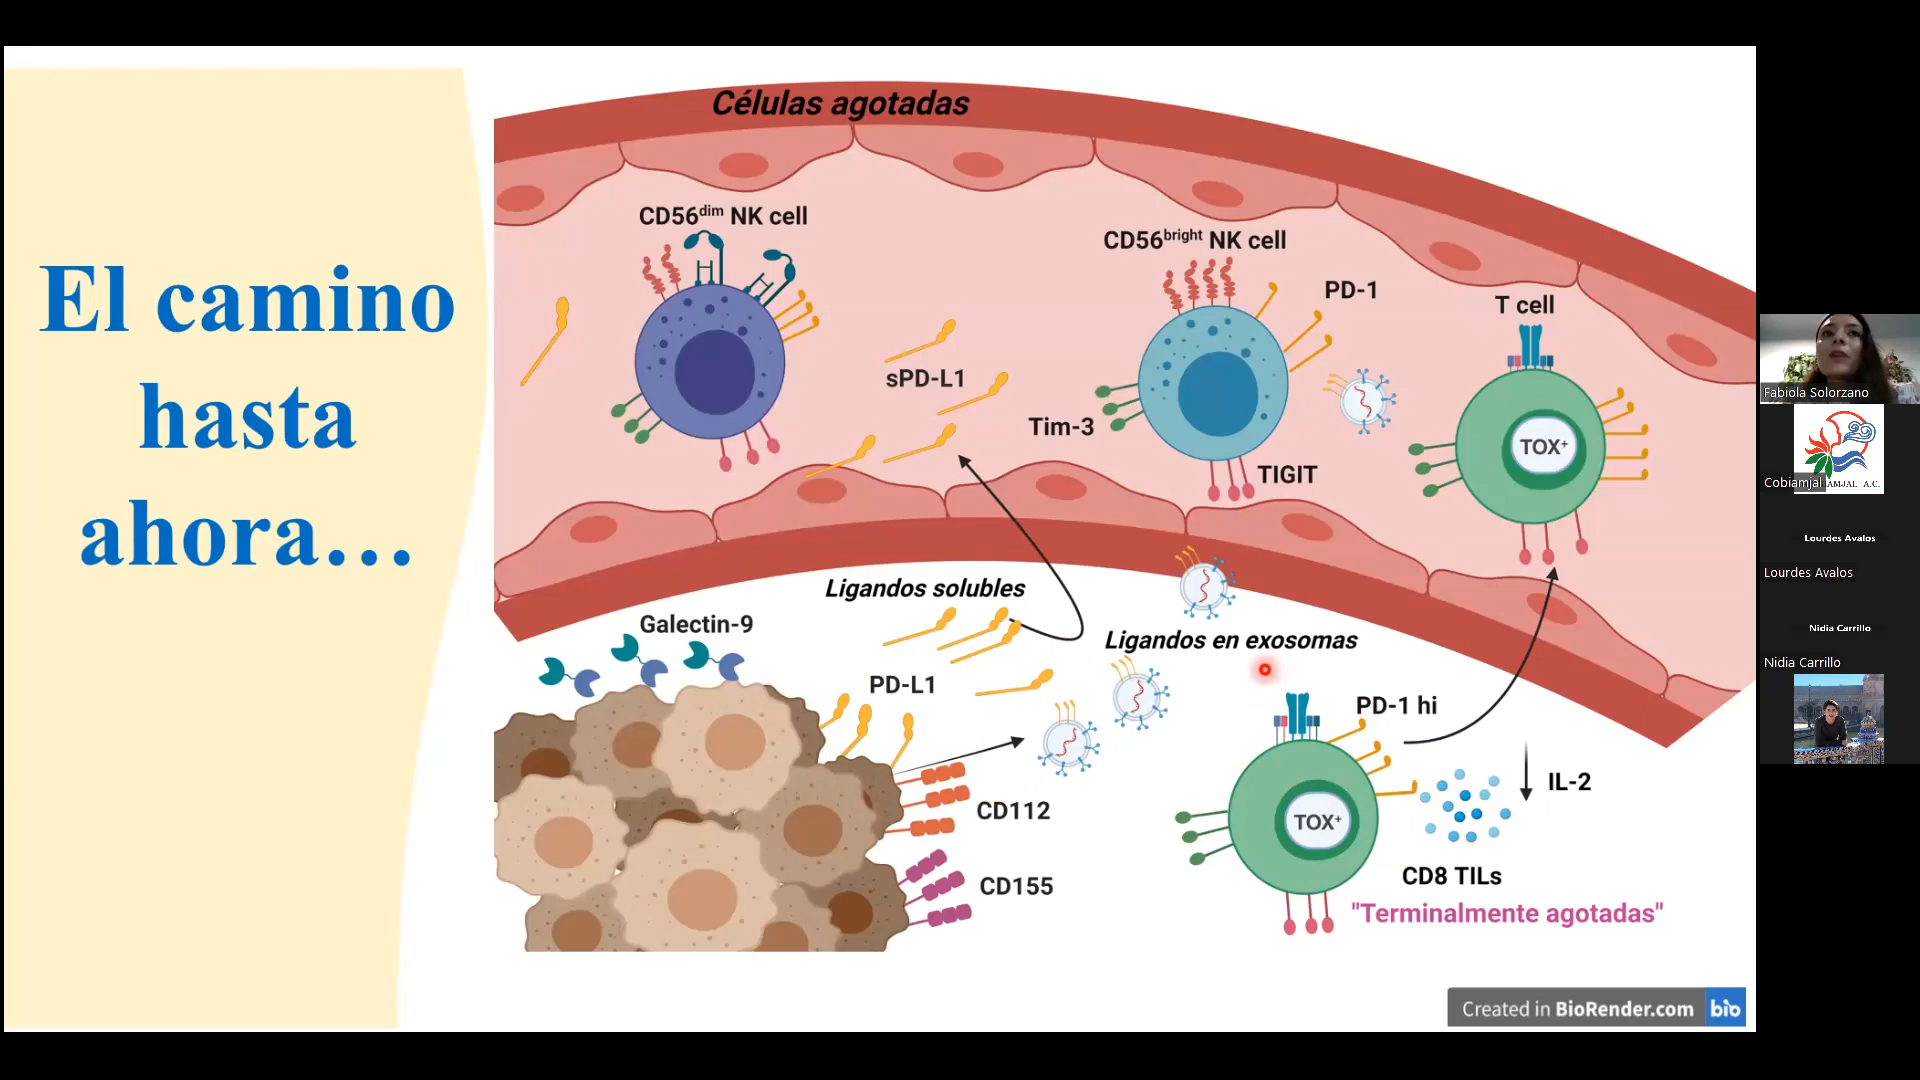 El camino
hasta
ahora...
Células agotadas
CD56dim NK cell
CD56bright NK cell
PD-1
T cell
sPD-L1
Tim-3
TIGIT
TOX+
Ligandos solubles
Galectin-9
Ligandos en exosomas
PD-L1
PD-1 hi
IL-2
CD112
TOX+
CD155
CD8 TILs
"Terminalmente agotadas"
Created in BioRender.com bio
Fabiola Solorzano
Cobiamjal
AMJAL A.C.
Lourdes Avalos
Lourdes Avalos
Nidia Carrillo
Nidia Carrillo